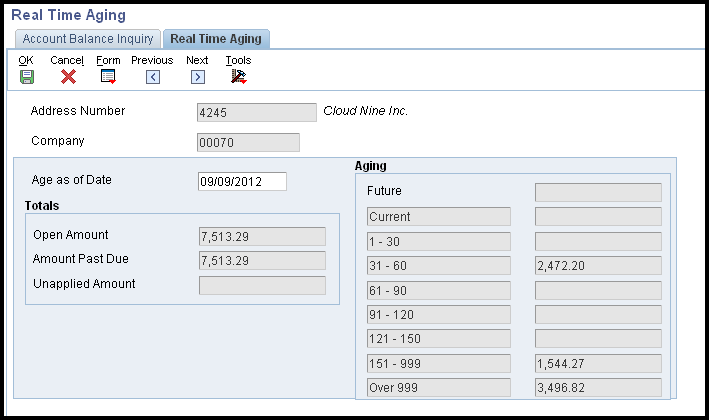 Real Time Aging
Account Balance Inquiry Real Time Aging
OK Cancel Form Previous Next Tools
Address Number 4245 Cloud Nine Inc.
Company 00070
Age as of Date 09/09/2012
Totals
Open Amount 7,513.29
Amount Past Due 7,513.29
Unapplied Amount
Aging
Future
Current
1 - 30
31 - 60 2,472.20
61 - 90
91 - 120
121 - 150
151 - 999 1,544.27
Over 999 3,496.82